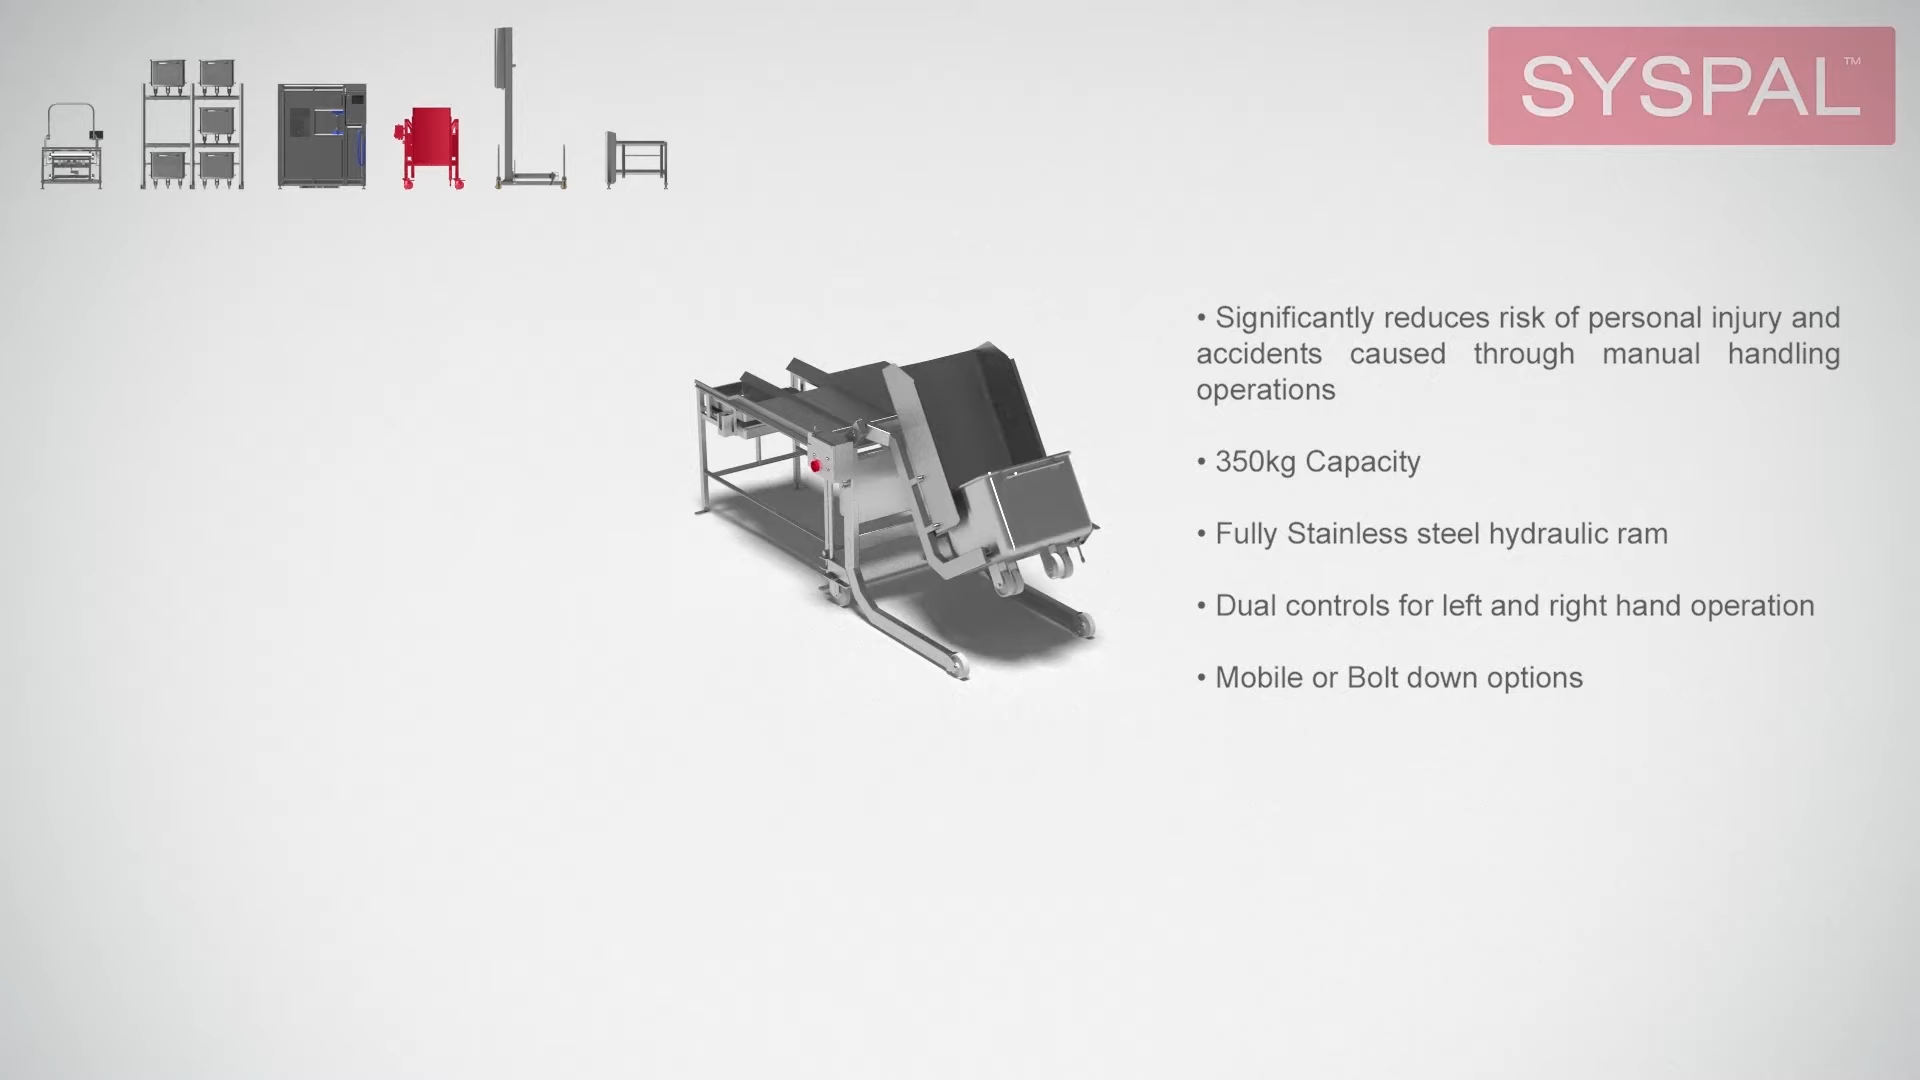 SYSPAL™
• Significantly reduces risk of personal injury and
accidents caused through manual handling
operations
• 350kg Capacity
• Fully Stainless steel hydraulic ram
• Dual controls for left and right hand operation
• Mobile or Bolt down options